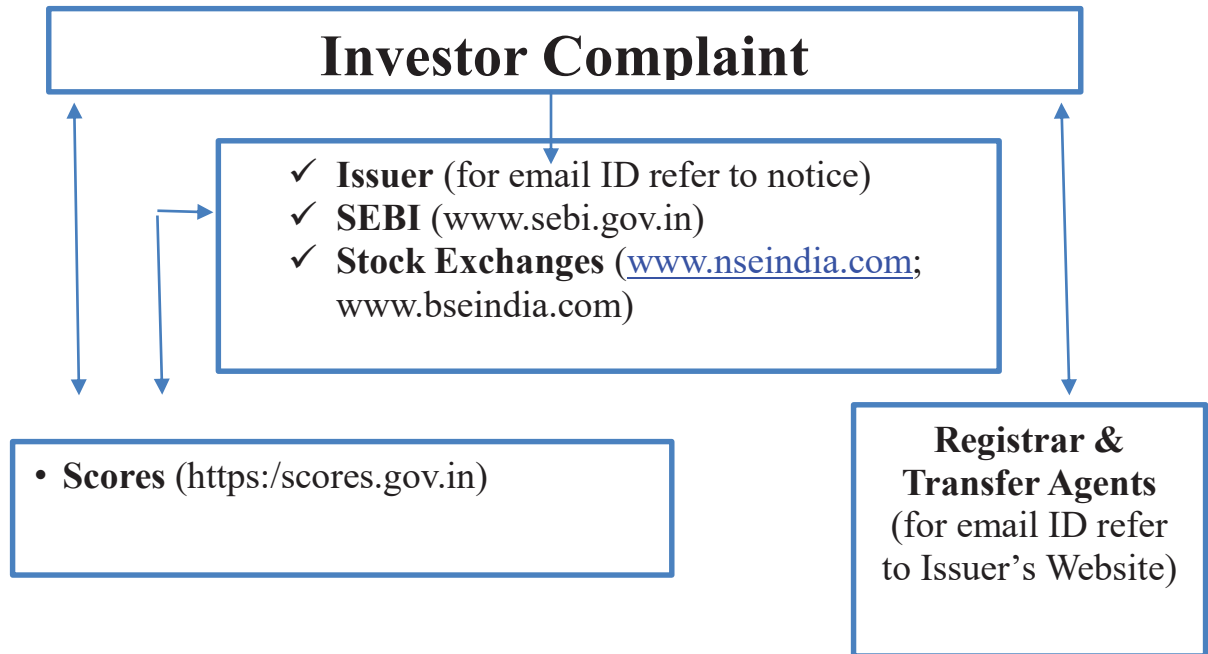 Investor Complaint
✓ Issuer (for email ID refer to notice)
✓ SEBI (www.sebi.gov.in)
✓ Stock Exchanges (www.nseindia.com;
www.bseindia.com)
• Scores (https:/scores.gov.in)
Registrar &
Transfer Agents
(for email ID refer
to Issuer’s Website)